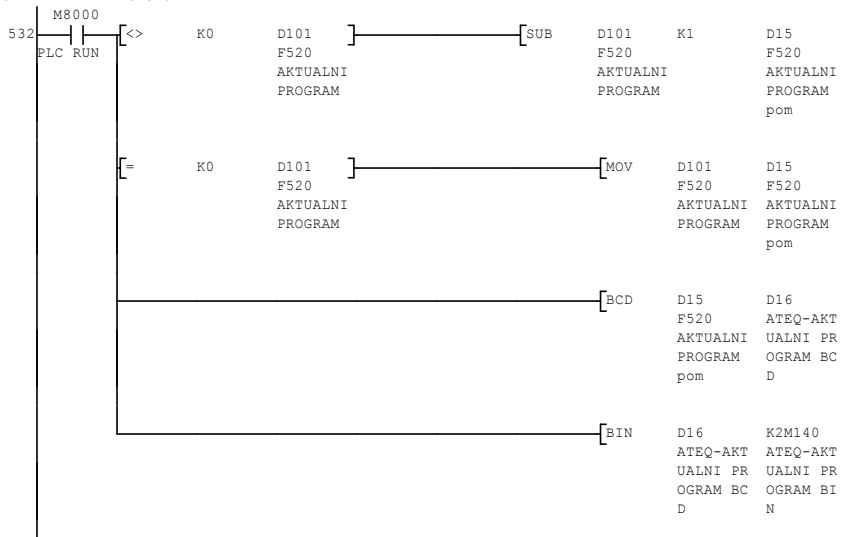 M8000
532 <> K0 D101 SUB D101 K1 D15
PLC RUN F520 F520 F520
AKTUALNI AKTUALNI AKTUALNI
PROGRAM PROGRAM PROGRAM
pom
= K0 D101 MOV D101 D15
F520 F520 F520
AKTUALNI AKTUALNI AKTUALNI
PROGRAM PROGRAM PROGRAM
pom
BCD D15 D16
F520 ATEQ-AKT
AKTUALNI UALNI PR
PROGRAM OGRAM BC
pom D
BIN D16 K2M140
ATEQ-AKT ATEQ-AKT
UALNI PR UALNI PR
OGRAM BC OGRAM BI
D N